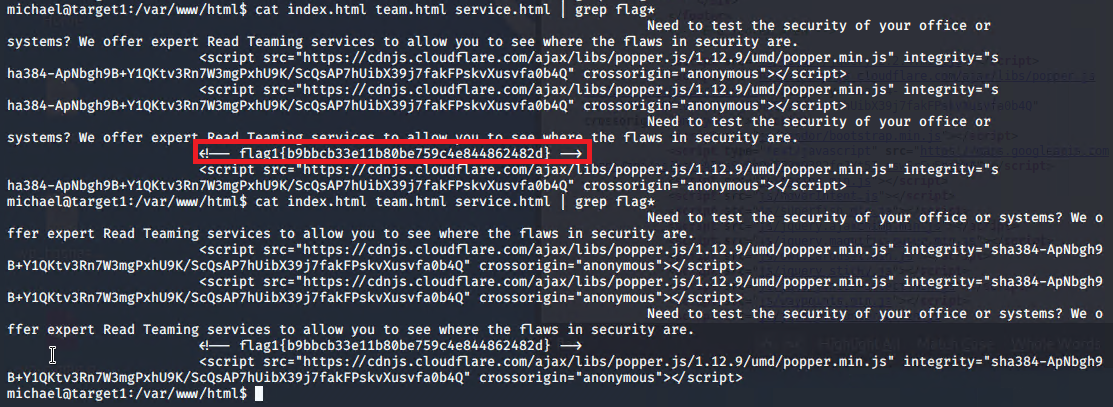 michael@target1:/var/www/html$ cat index.html team.html service.html | grep flag*
Need to test the security of your office or
systems? We offer expert Read Teaming services to allow you to see where the flaws in security are.
<script src="https://cdnjs.cloudflare.com/ajax/libs/popper.js/1.12.9/umd/popper.min.js" integrity="s
ha384-ApNbgh9B+Y1QKtv3Rn7W3mgPxhU9K/ScQsAP7hUibX39j7fakFPskvXusvfa0b4Q" crossorigin="anonymous"></script>
<script src="https://cdnjs.cloudflare.com/ajax/libs/popper.js/1.12.9/umd/popper.min.js" integrity="s
ha384-ApNbgh9B+Y1QKtv3Rn7W3mgPxhU9K/ScQsAP7hUibX39j7fakFPskvXusvfa0b4Q" crossorigin="anonymous"></script>
Need to test the security of your office or
systems? We offer expert Read Teaming services to allow you to see where the flaws in security are.
<!-- flag1{b9bbcb33e11b80be759c4e844862482d} -->
<script src="https://cdnjs.cloudflare.com/ajax/libs/popper.js/1.12.9/umd/popper.min.js" integrity="s
ha384-ApNbgh9B+Y1QKtv3Rn7W3mgPxhU9K/ScQsAP7hUibX39j7fakFPskvXusvfa0b4Q" crossorigin="anonymous"></script>
michael@target1:/var/www/html$ cat index.html team.html service.html | grep flag*
Need to test the security of your office or systems? We o
ffer expert Read Teaming services to allow you to see where the flaws in security are.
<script src="https://cdnjs.cloudflare.com/ajax/libs/popper.js/1.12.9/umd/popper.min.js" integrity="sha384-ApNbgh9
B+Y1QKtv3Rn7W3mgPxhU9K/ScQsAP7hUibX39j7fakFPskvXusvfa0b4Q" crossorigin="anonymous"></script>
<script src="https://cdnjs.cloudflare.com/ajax/libs/popper.js/1.12.9/umd/popper.min.js" integrity="sha384-ApNbgh9
B+Y1QKtv3Rn7W3mgPxhU9K/ScQsAP7hUibX39j7fakFPskvXusvfa0b4Q" crossorigin="anonymous"></script>
Need to test the security of your office or systems? We o
ffer expert Read Teaming services to allow you to see where the flaws in security are.
<!-- flag1{b9bbcb33e11b80be759c4e844862482d} -->
<script src="https://cdnjs.cloudflare.com/ajax/libs/popper.js/1.12.9/umd/popper.min.js" integrity="sha384-ApNbgh9
B+Y1QKtv3Rn7W3mgPxhU9K/ScQsAP7hUibX39j7fakFPskvXusvfa0b4Q" crossorigin="anonymous"></script>
michael@target1:/var/www/html$